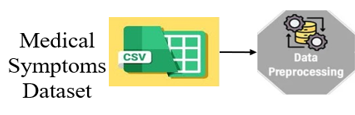 Medical
Symptoms
Dataset
CSV
Data
Preprocessing